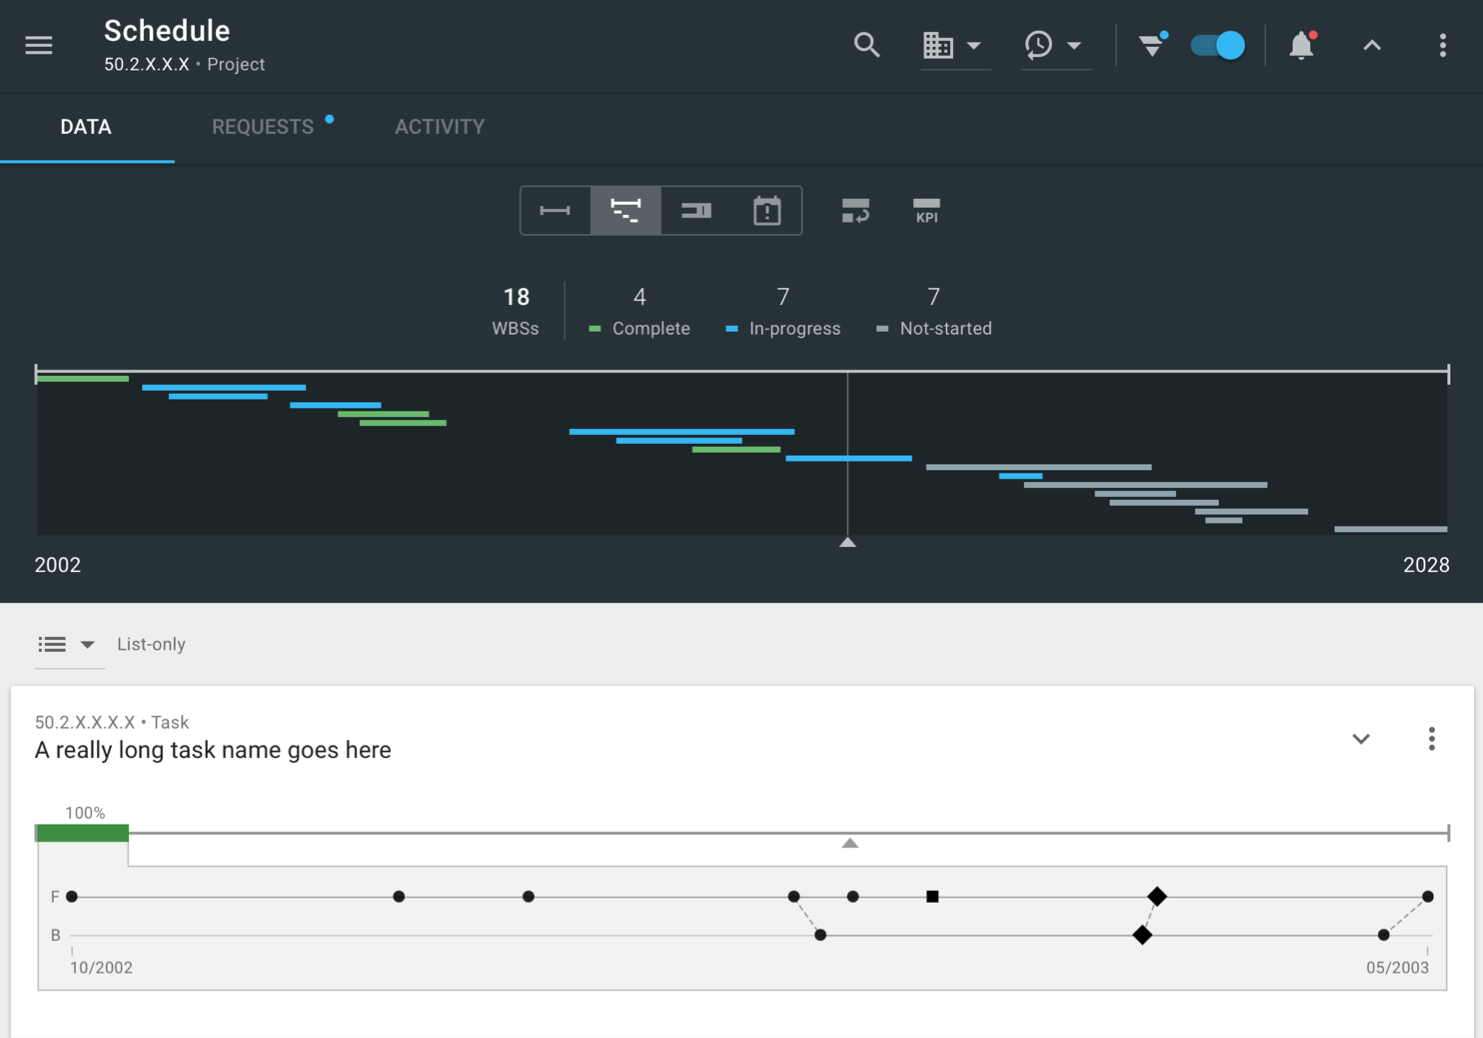 Schedule
50.2.X.X.X • Project
DATA
REQUESTS
ACTIVITY
KPI
18
WBSs
4
Complete
7
In-progress
7
Not-started
2002
2028
List-only
50.2.X.X.X.X • Task
A really long task name goes here
100%
F
B
10/2002
05/2003